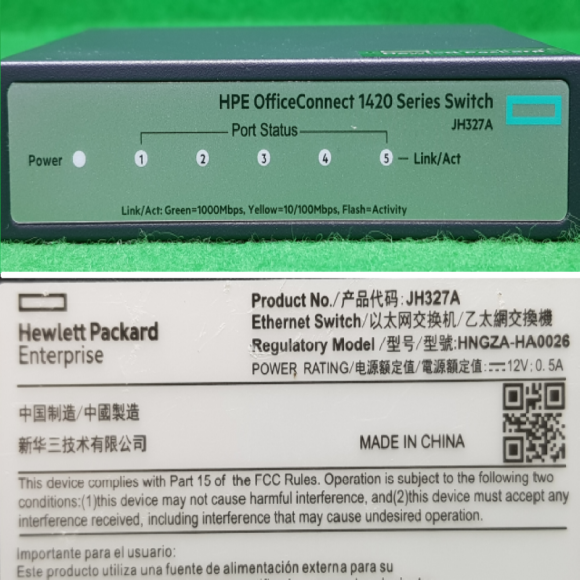 HPE OfficeConnect 1420 Series Switch
JH327A
Port Status
Power 1 2 3 4 5 Link/Act
Link/Act: Green=1000Mbps, Yellow=10/100Mbps, Flash=Activity
Hewlett Packard
Enterprise
Product No./产品代码:JH327A
Ethernet Switch/以太网交换机/乙太網交換機
Regulatory Model /型号/型號:HNGZA-HA0026
POWER RATING/电源额定值/電源額定值:⎓12V: 0.5A
中国制造/中國製造
新华三技术有限公司
MADE IN CHINA
This device complies with Part 15 of the FCC Rules. Operation is subject to the following two
conditions:(1)this device may not cause harmful interference, and(2)this device must accept any
interference received, including interference that may cause undesired operation.
Importante para el usuario:
Este producto utiliza una fuente de alimentación externa para su